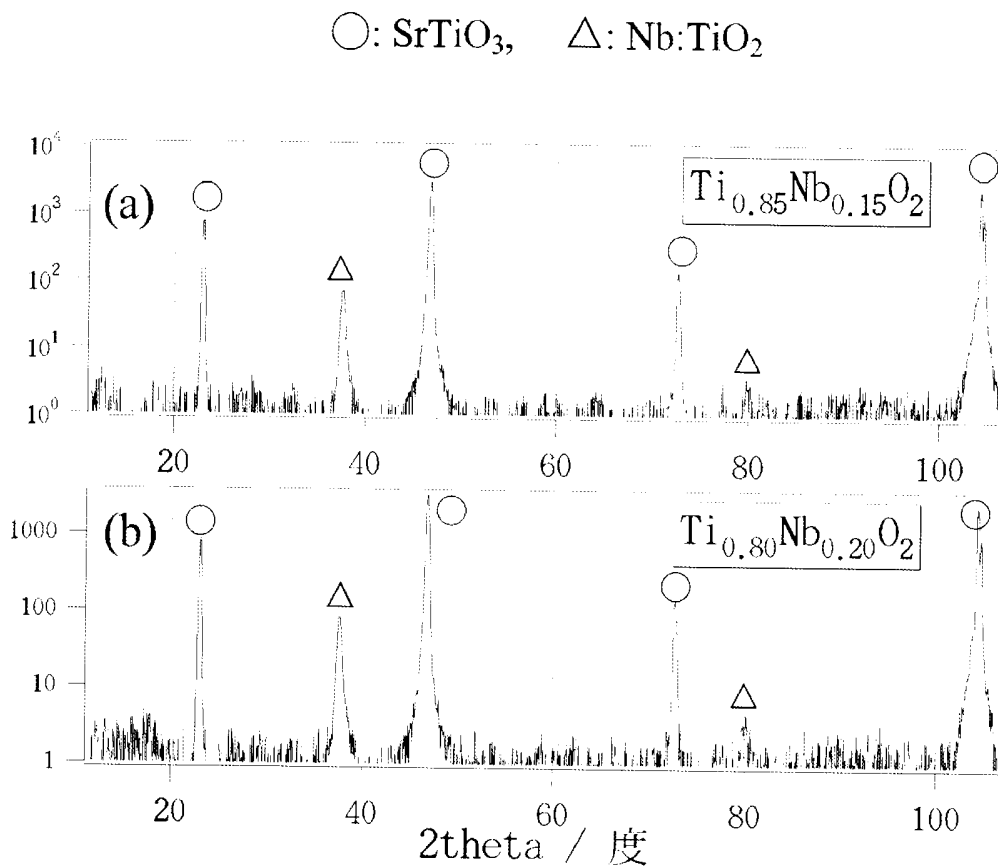 ○: SrTiO₃, △: Nb:TiO₂
10⁴
(a)
Ti₀.₈₅Nb₀.₁₅O₂
10³
10²
10¹
10⁰
20 40 60 80 100
(b)
Ti₀.₈₀Nb₀.₂₀O₂
1000
100
10
1
20 40 60 80 100
2theta / 度